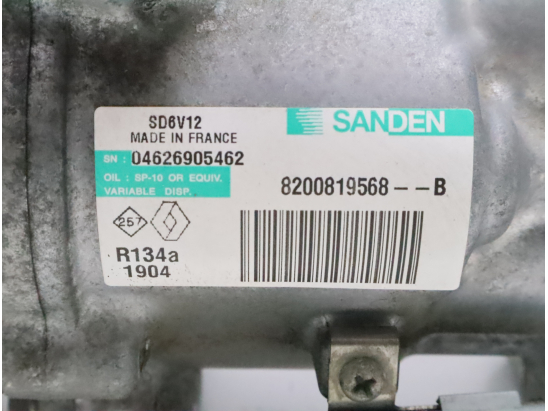 SD6V12
MADE IN FRANCE
SANDEN
SN : 04626905462
OIL : SP-10 OR EQUIV.
VARIABLE DISP.
8200819568 - - B
257
R134a
1904